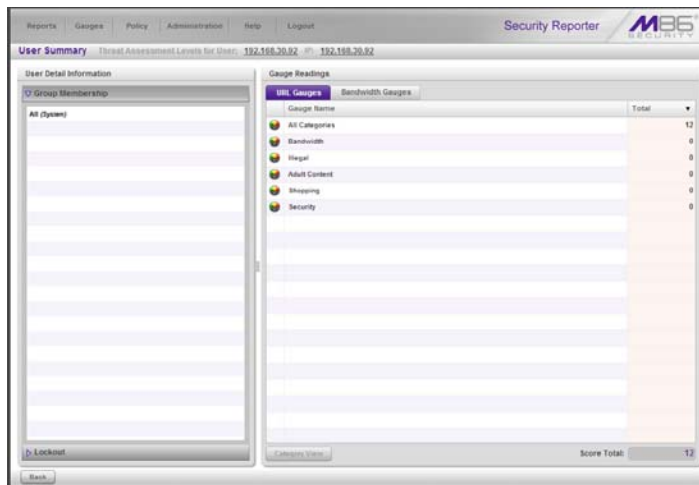 Reports Gauges Policy Administration Help Logout
Security Reporter
M86 SECURITY
User Summary Threat Assessment Levels for User: 192.168.30.92 IP: 192.168.30.92
User Detail Information
Group Membership
All (System)
Lockout
Gauge Readings
URL Gauges Bandwidth Gauges
Gauge Name Total
All Categories 12
Bandwidth 0
Illegal 0
Adult Content 0
Shopping 0
Security 0
Category View Score Total: 12
Back